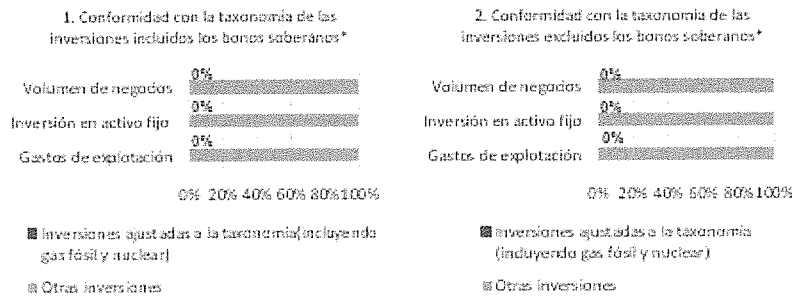 1. Conformidad con la taxonomía de las
inversiones incluidos los bonos soberanos*
0%
Volumen de negocios
0%
Inversión en activo fijo
0%
Gastos de explotación
0% 20% 40% 60% 80%100%
Inversiones ajustadas a la taxonomía(incluyendo
gas fósil y nuclear)
Otras inversiones
2. Conformidad con la taxonomía de las
inversiones excluidos los bonos soberanos*
0%
Volumen de negocios
0%
Inversión en activo fijo
0%
Gastos de explotación
0% 20% 40% 60% 80%100%
Inversiones ajustadas a la taxonomía
(incluyendo gas fósil y nuclear)
Otras inversiones